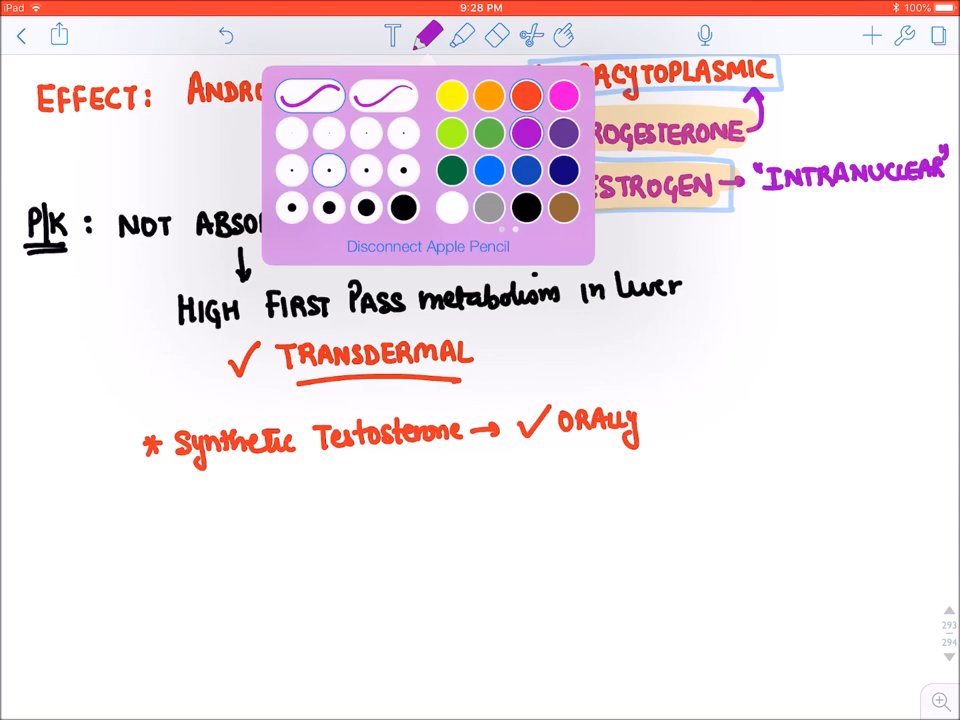 iPad 9:28 PM 100%
T
EFFECT: ANDRO ACYTOPLASMIC
ROGESTERONE
ESTROGEN → "INTRANUCLEAR"
P|K : NOT ABSO
Disconnect Apple Pencil
↓
HIGH FIRST PASS metabolism in Liver
✓ TRANSDERMAL
* Synthetic Testosterone → ✓ ORALLY
293
294